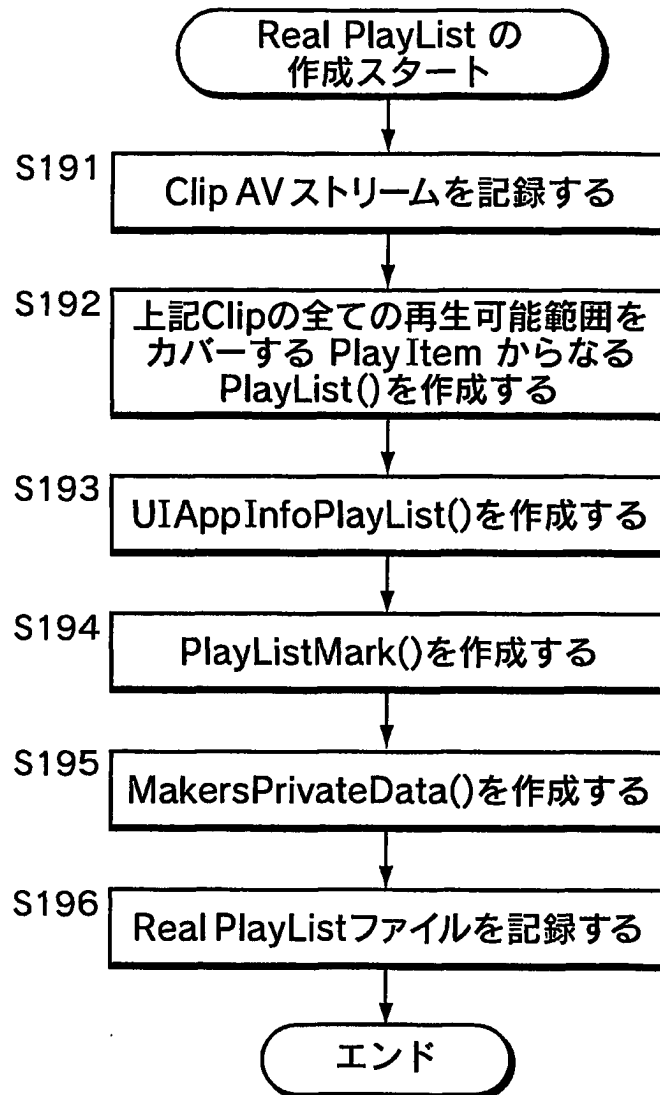 Real PlayList の
作成スタート
S191
Clip AVストリームを記録する
S192
上記Clipの全ての再生可能範囲を
カバーする PlayItem からなる
PlayList()を作成する
S193
UIAppInfoPlayList()を作成する
S194
PlayListMark()を作成する
S195
MakersPrivateData()を作成する
S196
Real PlayListファイルを記録する
エンド